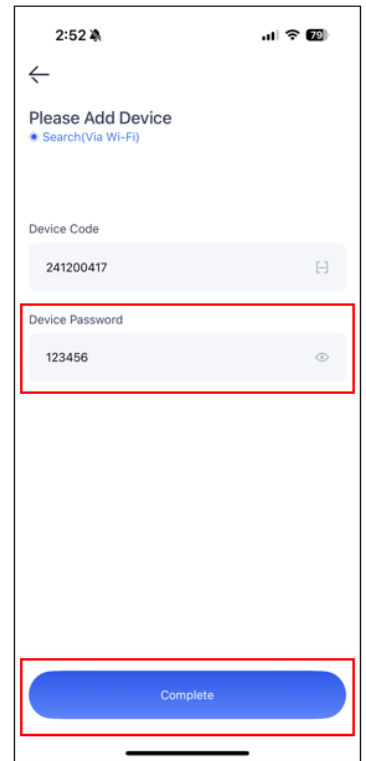 2:52
79
Please Add Device
Search(Via Wi-Fi)
Device Code
241200417
Device Password
123456
Complete